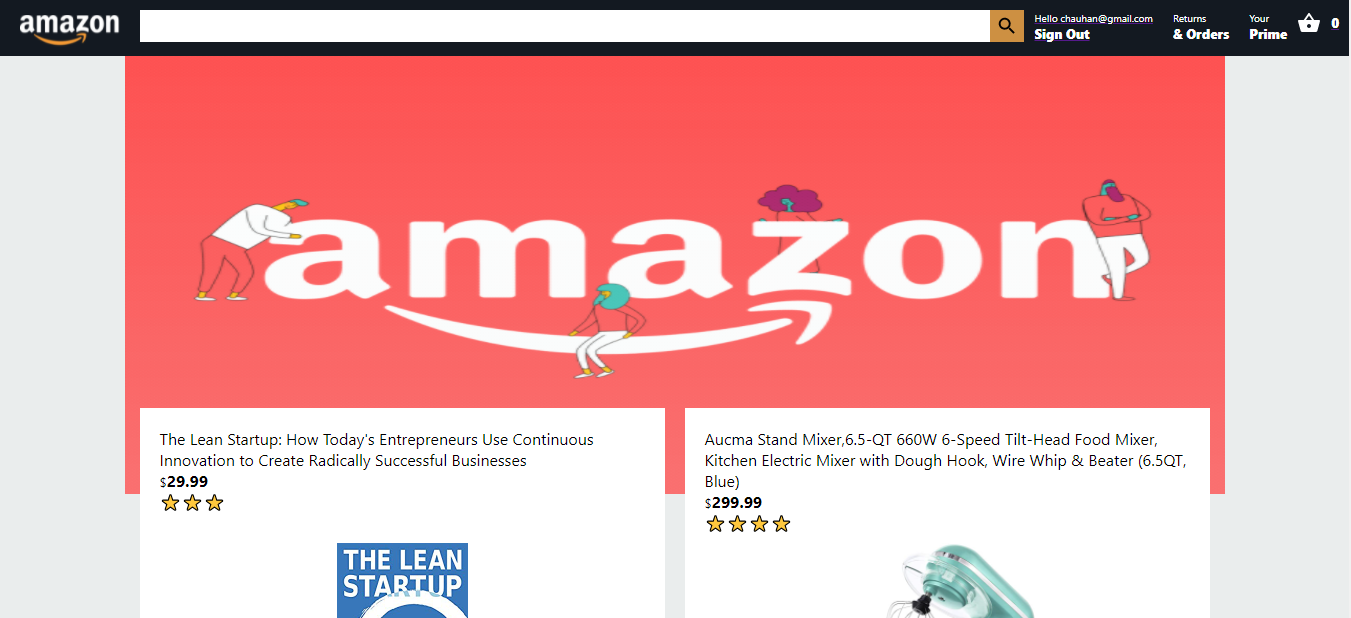 amazon
Hello chauhan@gmail.com
Sign Out
Returns
& Orders
Your
Prime
0
amazon
The Lean Startup: How Today's Entrepreneurs Use Continuous
Innovation to Create Radically Successful Businesses
$29.99
Aucma Stand Mixer,6.5-QT 660W 6-Speed Tilt-Head Food Mixer,
Kitchen Electric Mixer with Dough Hook, Wire Whip & Beater (6.5QT,
Blue)
$299.99
THE LEAN
STARTUP